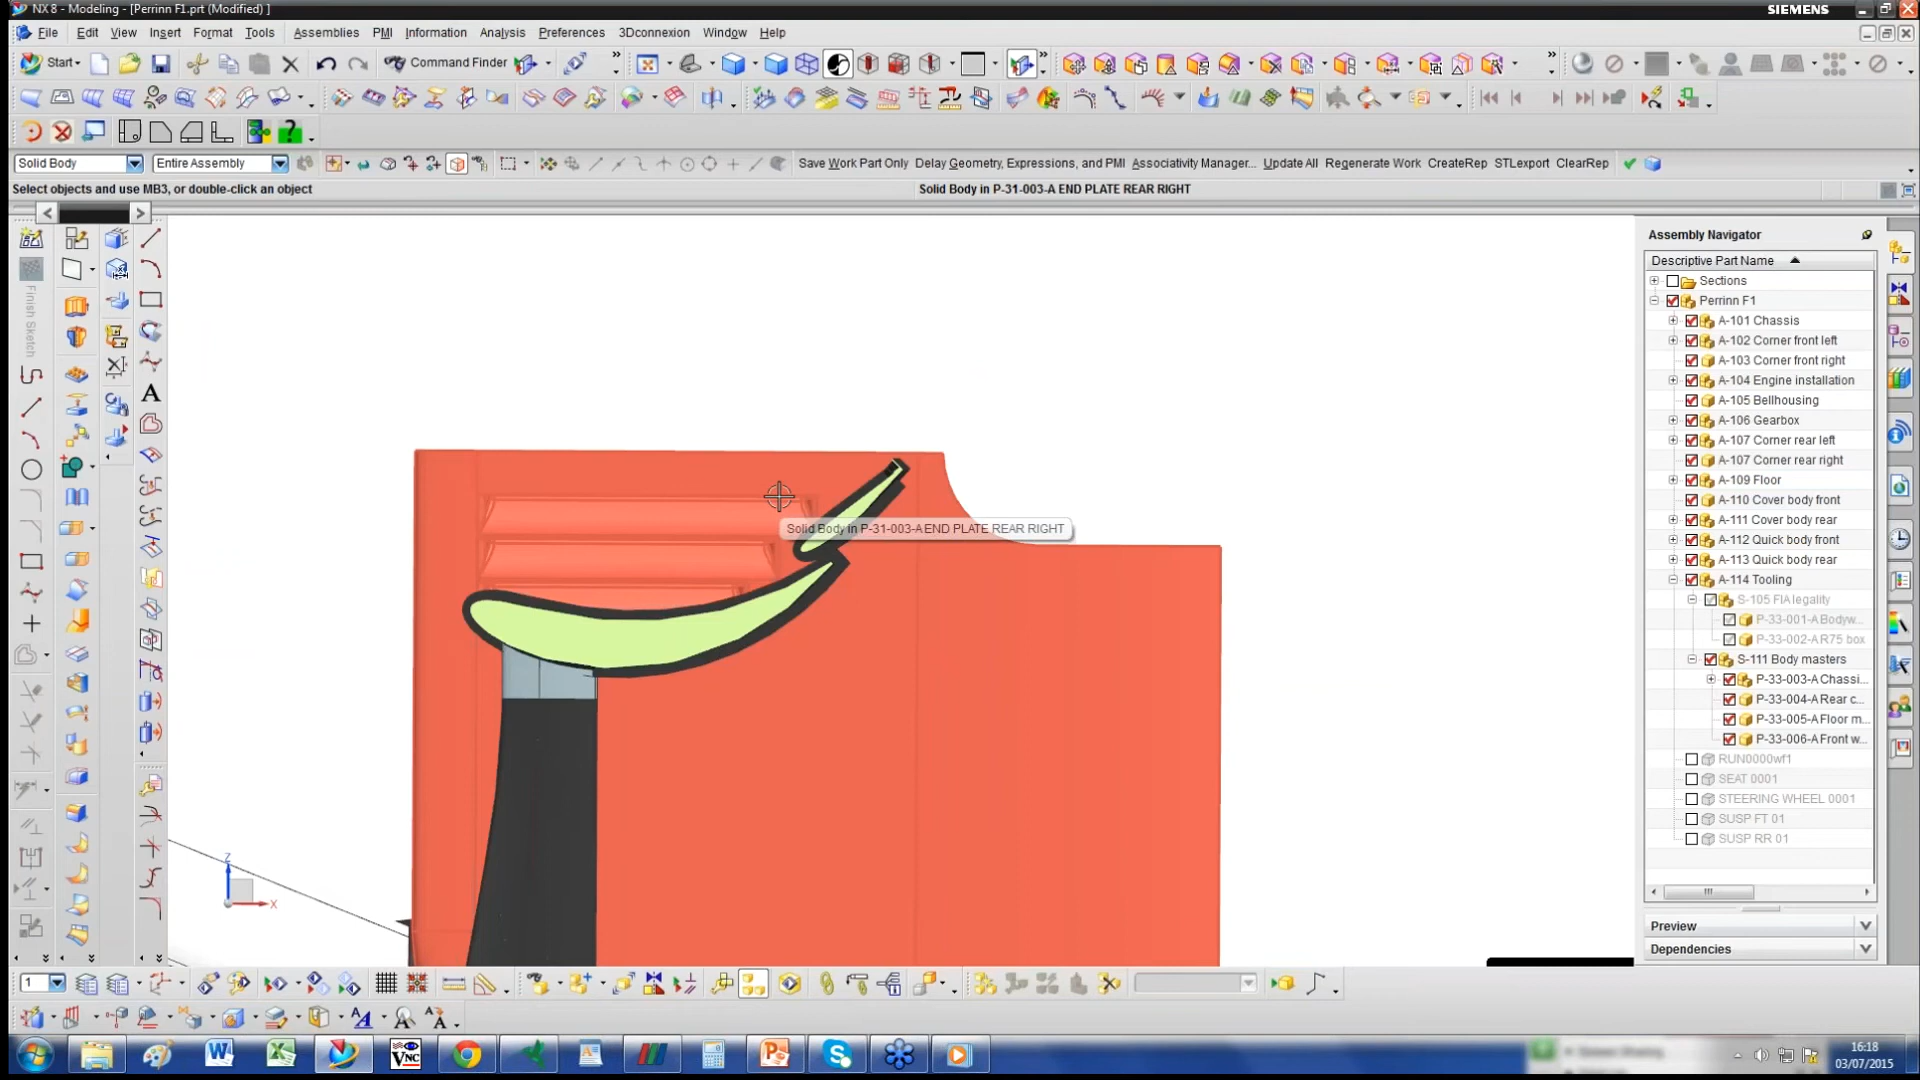 NX 8 - Modeling - [Perrinn F1.prt (Modified) ]
SIEMENS
File Edit View Insert Format Tools Assemblies PMI Information Analysis Preferences 3Dconnexion Window Help
Start Command Finder
Solid Body Entire Assembly Save Work Part Only Delay Geometry, Expressions, and PMI Associativity Manager... Update All Regenerate Work CreateRep STLexport ClearRep
Select objects and use MB3, or double-click an object
Solid Body in P-31-003-A END PLATE REAR RIGHT
Finish Sketch
A
Solid Body in P-31-003-A END PLATE REAR RIGHT
Z
X
Assembly Navigator
Descriptive Part Name
Sections
Perrinn F1
A-101 Chassis
A-102 Corner front left
A-103 Corner front right
A-104 Engine installation
A-105 Bellhousing
A-106 Gearbox
A-107 Corner rear left
A-107 Corner rear right
A-109 Floor
A-110 Cover body front
A-111 Cover body rear
A-112 Quick body front
A-113 Quick body rear
A-114 Tooling
S-105 FIA legality
P-33-001-A Bodyw...
P-33-002-A R75 box
S-111 Body masters
P-33-003-A Chassi...
P-33-004-A Rear c...
P-33-005-A Floor m...
P-33-006-A Front w...
RUN0000wf1
SEAT 0001
STEERING WHEEL 0001
SUSP FT 01
SUSP RR 01
Preview
Dependencies
1
16:18
03/07/2015